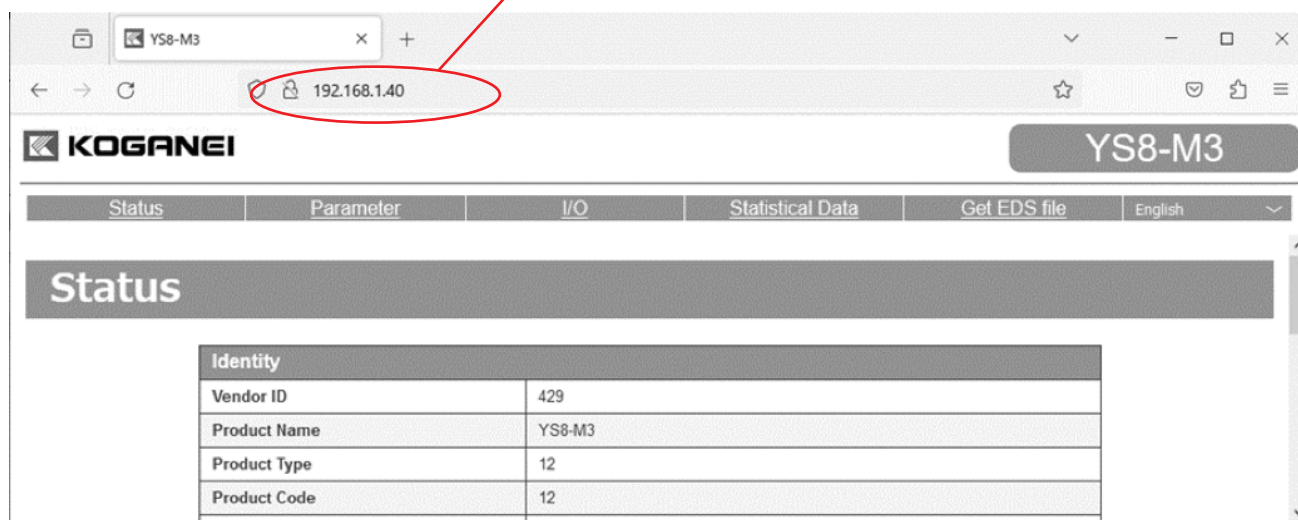 YS8-M3
192.168.1.40
KOGANEI
YS8-M3
Status Parameter I/O Statistical Data Get EDS file English
Status
Identity
Vendor ID 429
Product Name YS8-M3
Product Type 12
Product Code 12